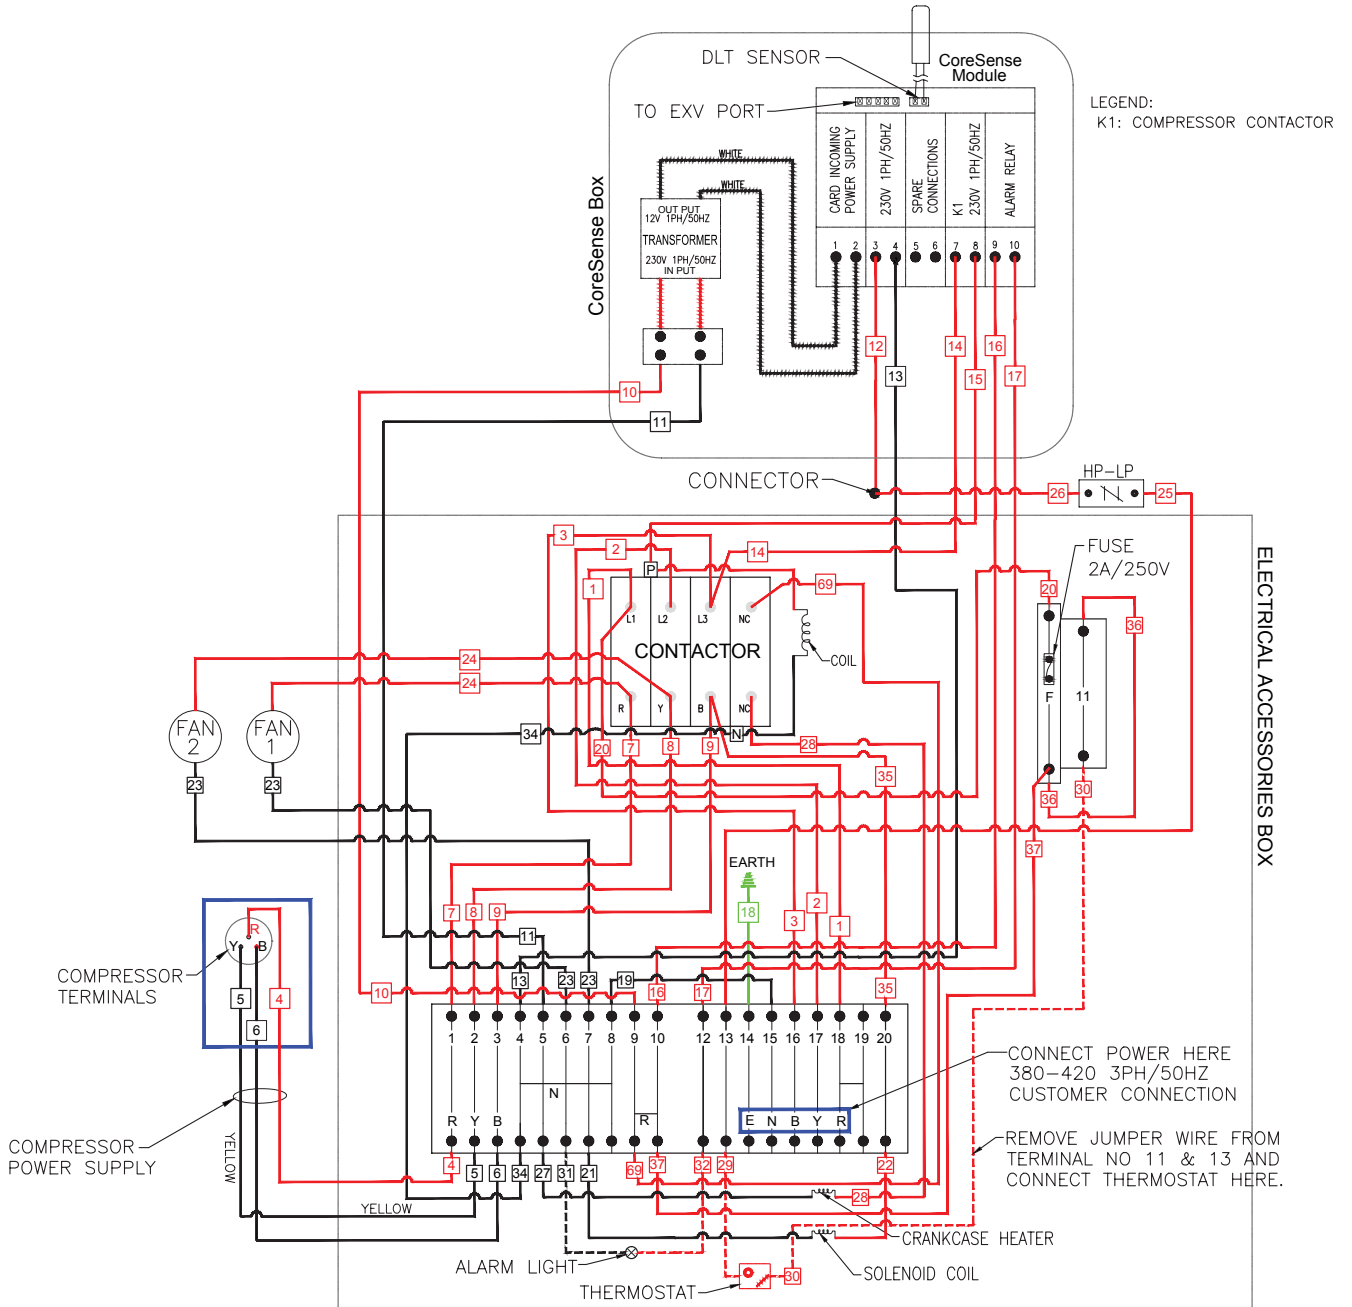 DLT SENSOR
CoreSense
Module
TO EXV PORT
LEGEND:
K1: COMPRESSOR CONTACTOR
CoreSense Box
WHITE
WHITE
OUT PUT
12V 1PH/50HZ
TRANSFORMER
230V 1PH/50HZ
IN PUT
CARD INCOMING
POWER SUPPLY
230V 1PH/50HZ
SPARE
CONNECTIONS
K1
230V 1PH/50HZ
ALARM RELAY
1 2 3 4 5 6 7 8 9 10
12 14 16
13 15 17
10
11
CONNECTOR
HP-LP
26 25
ELECTRICAL ACCESSORIES BOX
3
2
14
1
P
69
FUSE
2A/250V
20
36
L1 L2 L3 NC
CONTACTOR
COIL
24
24
R Y B NC
F
11
FAN
2
FAN
1
34
N
20 7 8 9
28
23 23
35
36
30
37
EARTH
18
7 8 9
3 2 1
11
COMPRESSOR
TERMINALS
R
Y B
5 4
6
10
13 23 23 19 16 17 35
1 2 3 4 5 6 7 8 9 10 12 13 14 15 16 17 18 19 20
N
R Y B
R
E N B Y R
CONNECT POWER HERE
380-420 3PH/50HZ
CUSTOMER CONNECTION
4 5 6 34 27 31 21 69 37 32 29 22
COMPRESSOR
POWER SUPPLY
YELLOW
YELLOW
REMOVE JUMPER WIRE FROM
TERMINAL NO 11 & 13 AND
CONNECT THERMOSTAT HERE.
28
CRANKCASE HEATER
ALARM LIGHT
SOLENOID COIL
THERMOSTAT
30